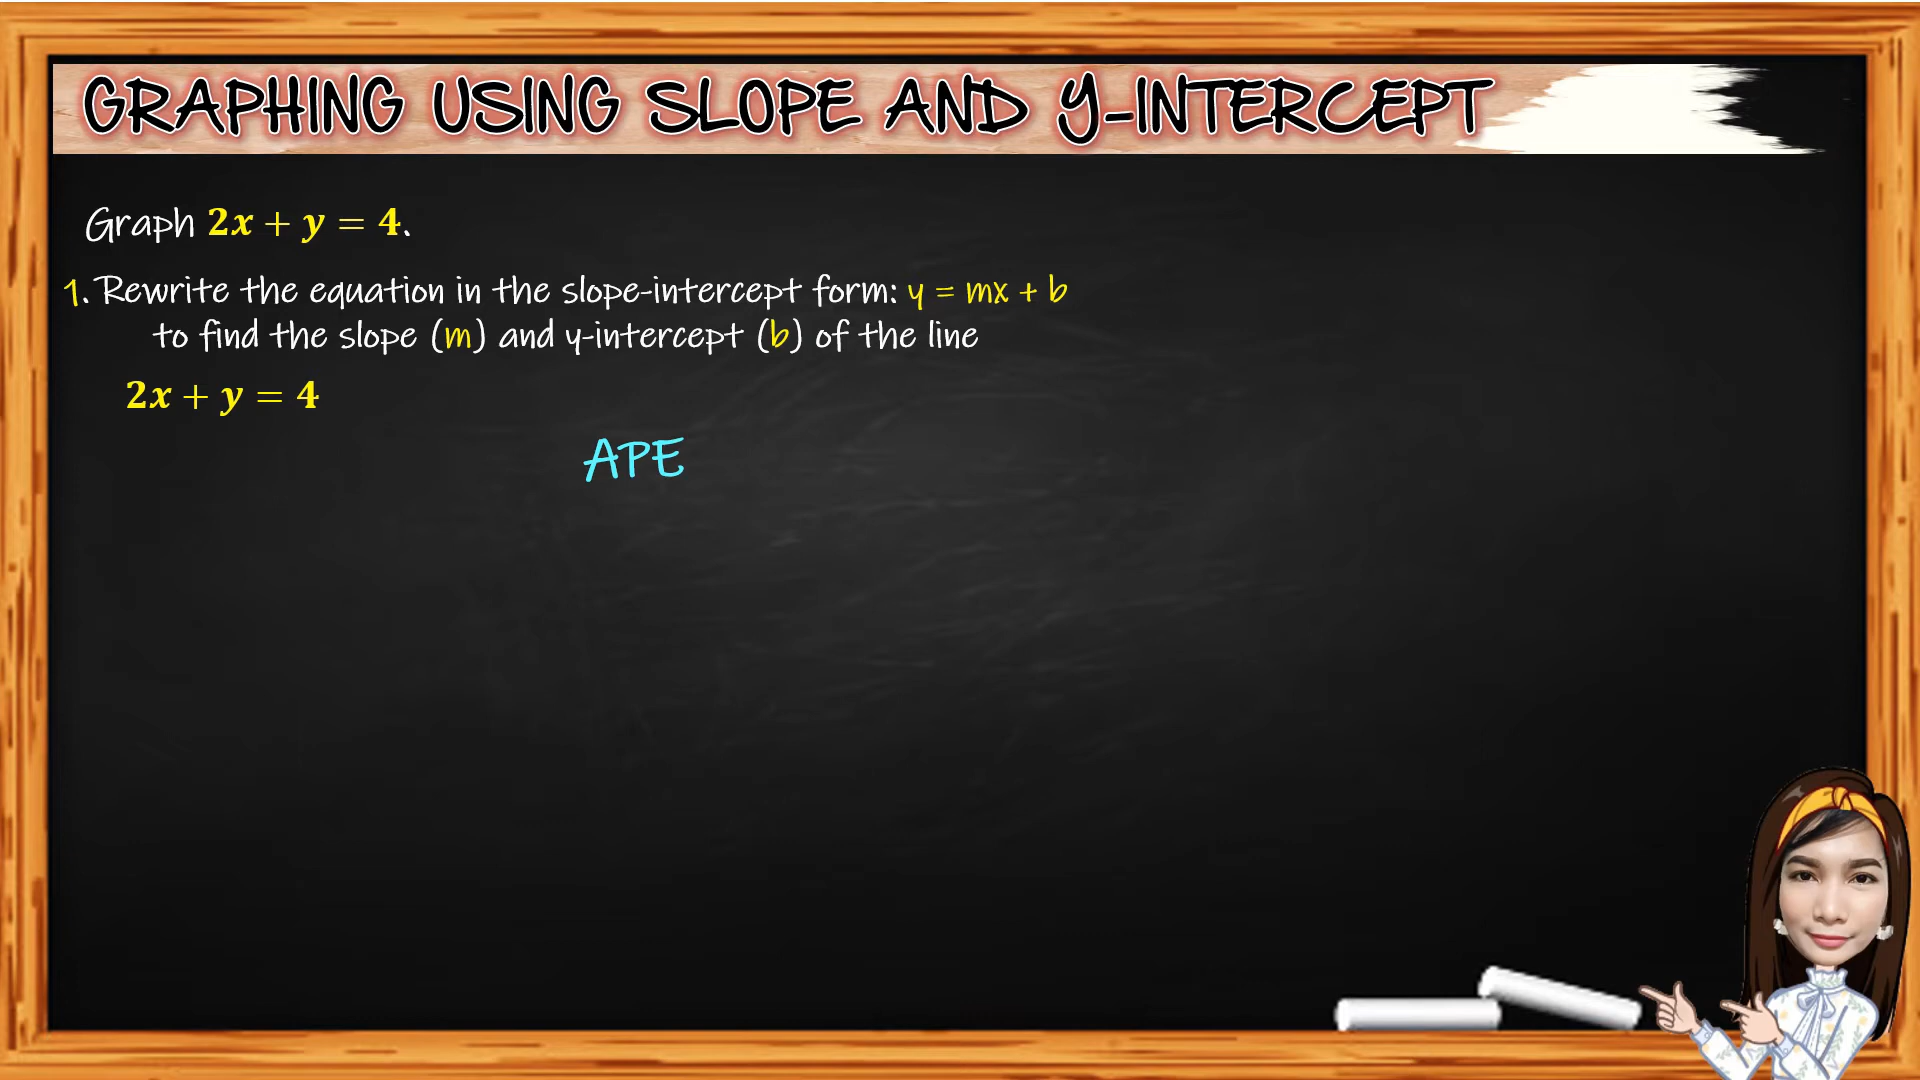 GRAPHING USING SLOPE AND Y-INTERCEPT
Graph 2x + y = 4.
1. Rewrite the equation in the slope-intercept form: y = mx + b
to find the slope (m) and y-intercept (b) of the line
2x + y = 4
APE